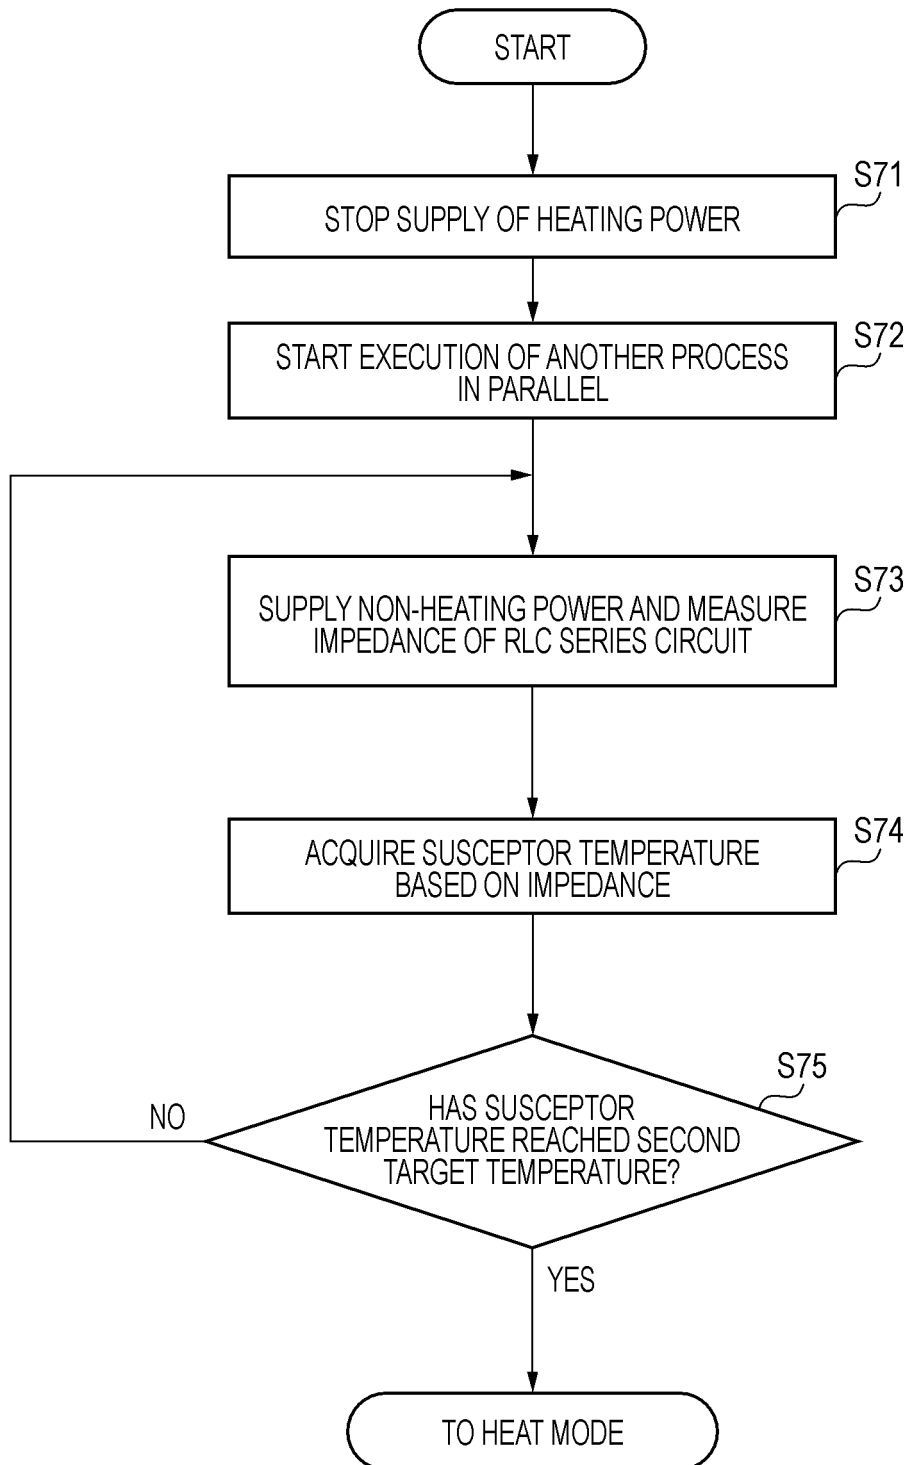 START
S71
STOP SUPPLY OF HEATING POWER
S72
START EXECUTION OF ANOTHER PROCESS
IN PARALLEL
S73
SUPPLY NON-HEATING POWER AND MEASURE
IMPEDANCE OF RLC SERIES CIRCUIT
S74
ACQUIRE SUSCEPTOR TEMPERATURE
BASED ON IMPEDANCE
S75
HAS SUSCEPTOR
TEMPERATURE REACHED SECOND
TARGET TEMPERATURE?
NO
YES
TO HEAT MODE